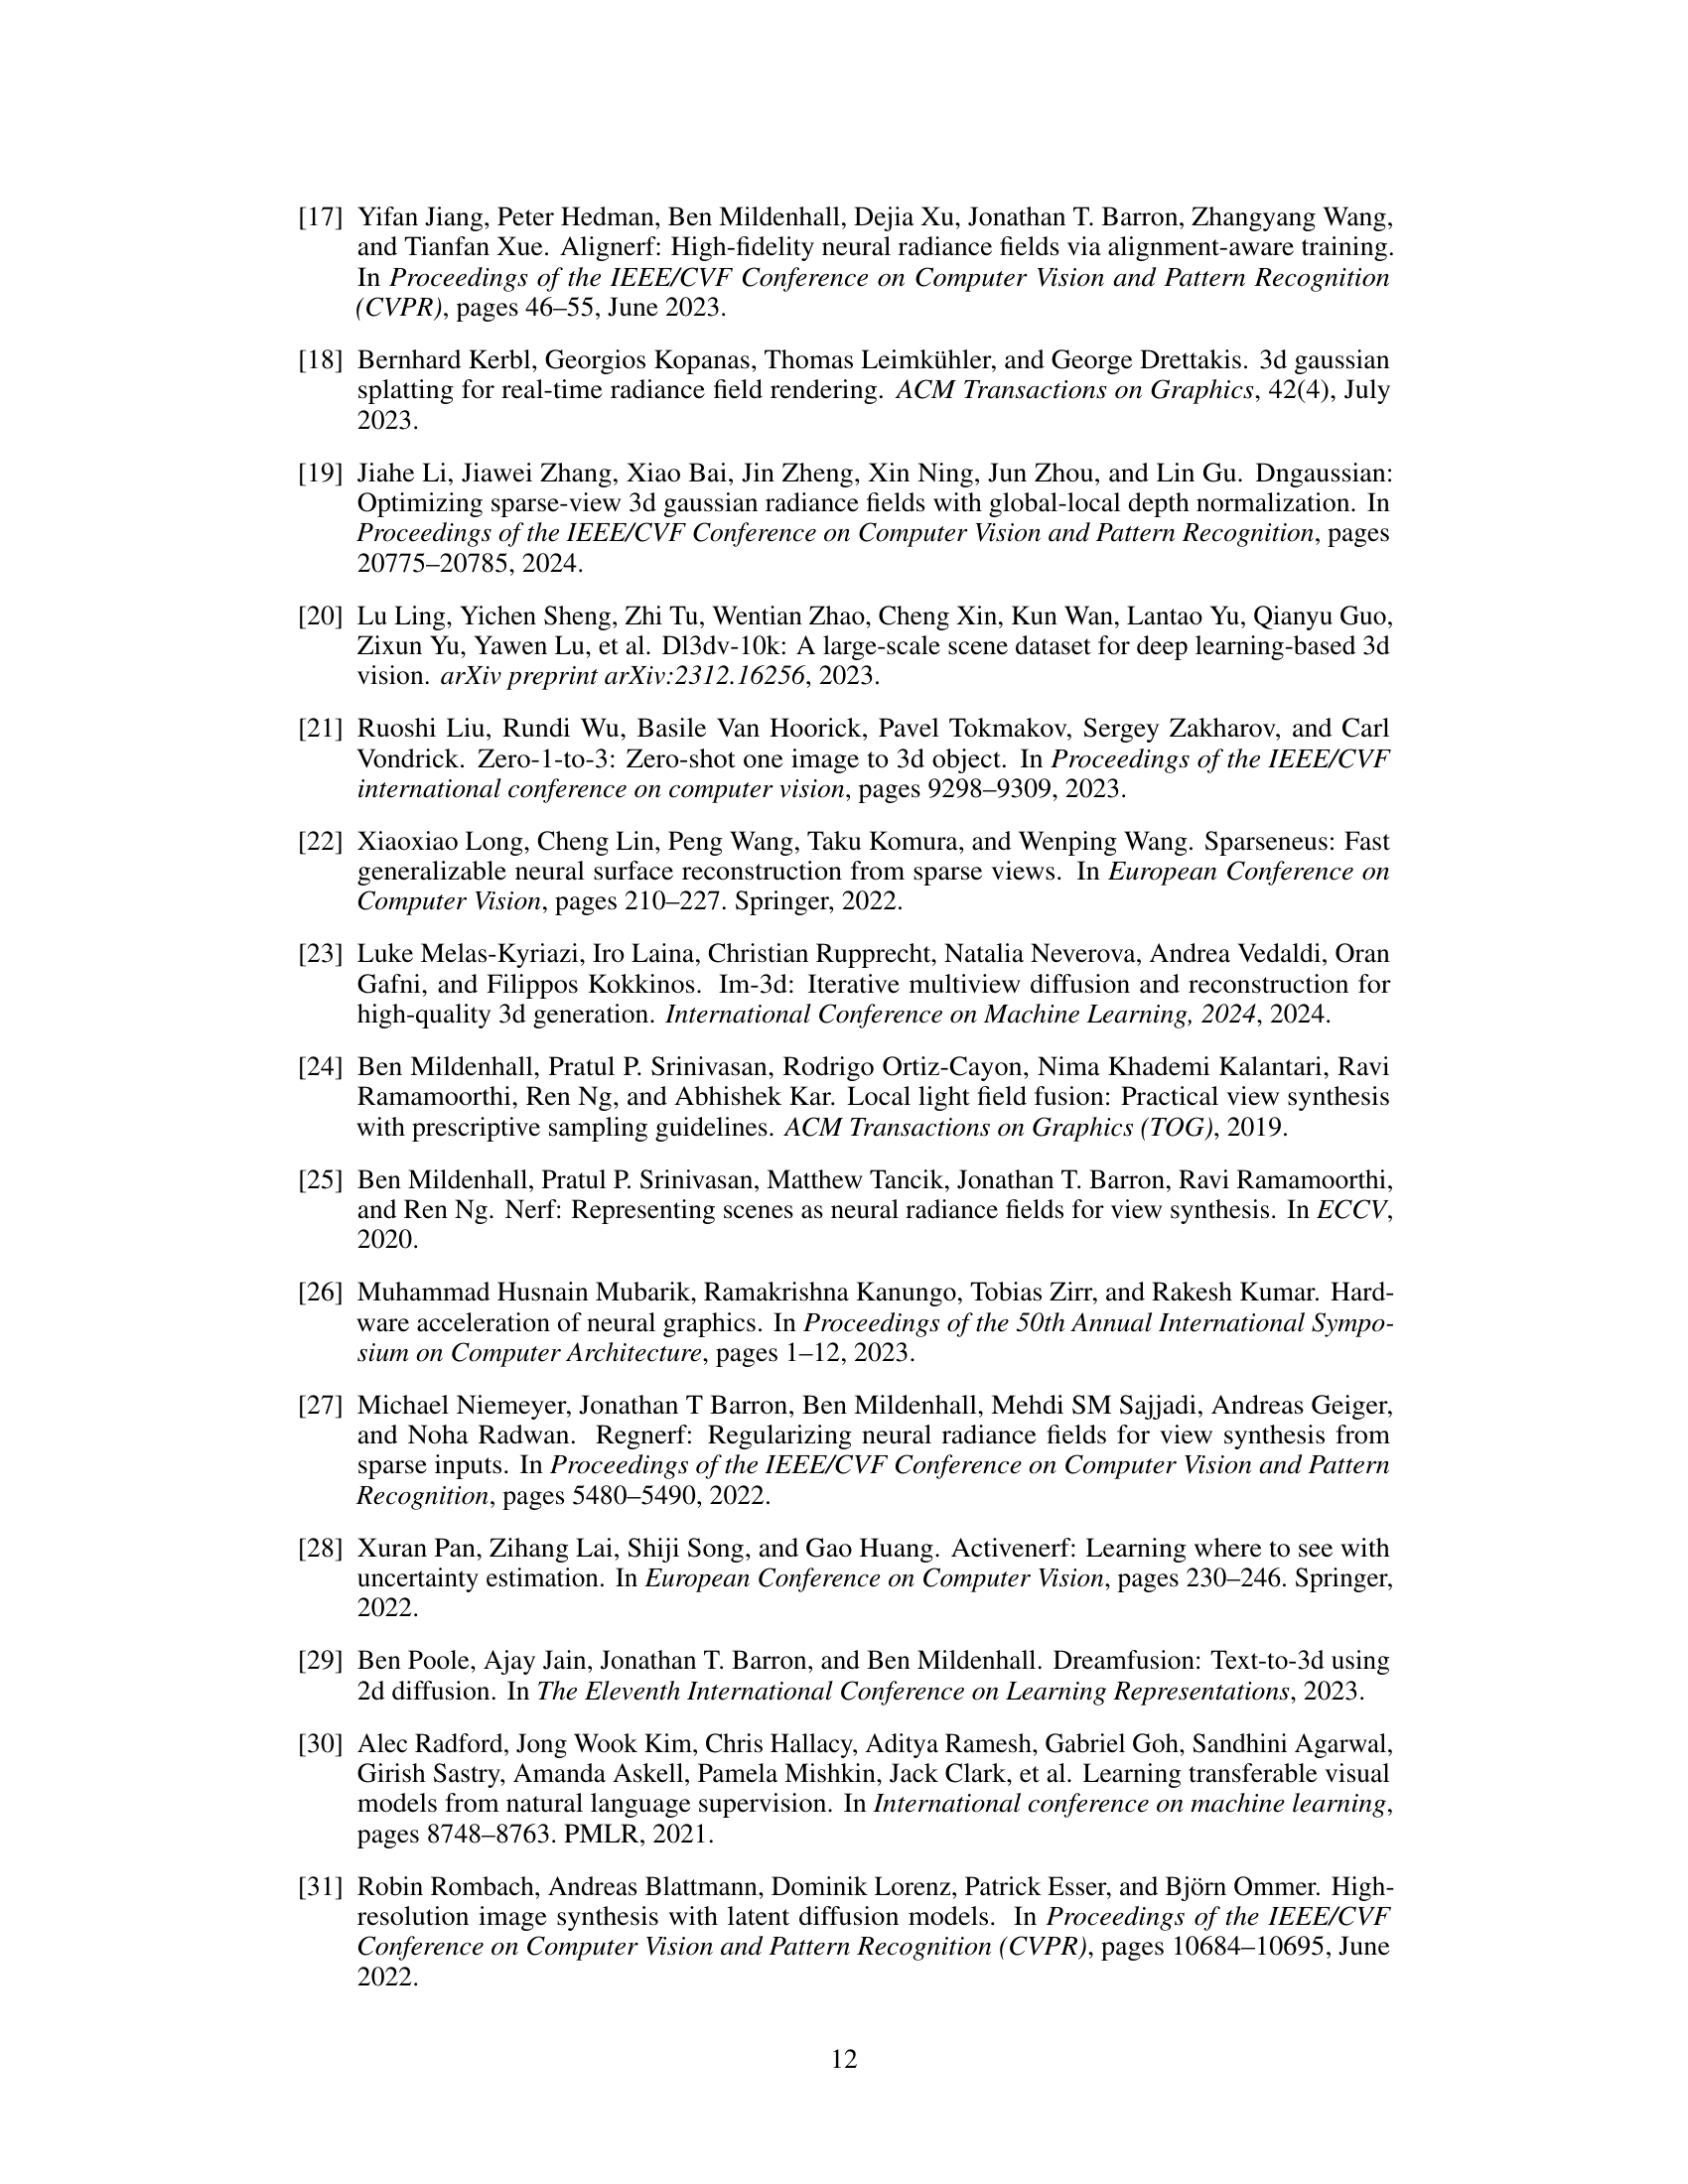 [17] Yifan Jiang, Peter Hedman, Ben Mildenhall, Dejia Xu, Jonathan T. Barron, Zhangyang Wang,
and Tianfan Xue. Alignerf: High-fidelity neural radiance fields via alignment-aware training.
In Proceedings of the IEEE/CVF Conference on Computer Vision and Pattern Recognition
(CVPR), pages 46–55, June 2023.
[18] Bernhard Kerbl, Georgios Kopanas, Thomas Leimkühler, and George Drettakis. 3d gaussian
splatting for real-time radiance field rendering. ACM Transactions on Graphics, 42(4), July
2023.
[19] Jiahe Li, Jiawei Zhang, Xiao Bai, Jin Zheng, Xin Ning, Jun Zhou, and Lin Gu. Dngaussian:
Optimizing sparse-view 3d gaussian radiance fields with global-local depth normalization. In
Proceedings of the IEEE/CVF Conference on Computer Vision and Pattern Recognition, pages
20775–20785, 2024.
[20] Lu Ling, Yichen Sheng, Zhi Tu, Wentian Zhao, Cheng Xin, Kun Wan, Lantao Yu, Qianyu Guo,
Zixun Yu, Yawen Lu, et al. Dl3dv-10k: A large-scale scene dataset for deep learning-based 3d
vision. arXiv preprint arXiv:2312.16256, 2023.
[21] Ruoshi Liu, Rundi Wu, Basile Van Hoorick, Pavel Tokmakov, Sergey Zakharov, and Carl
Vondrick. Zero-1-to-3: Zero-shot one image to 3d object. In Proceedings of the IEEE/CVF
international conference on computer vision, pages 9298–9309, 2023.
[22] Xiaoxiao Long, Cheng Lin, Peng Wang, Taku Komura, and Wenping Wang. Sparseneus: Fast
generalizable neural surface reconstruction from sparse views. In European Conference on
Computer Vision, pages 210–227. Springer, 2022.
[23] Luke Melas-Kyriazi, Iro Laina, Christian Rupprecht, Natalia Neverova, Andrea Vedaldi, Oran
Gafni, and Filippos Kokkinos. Im-3d: Iterative multiview diffusion and reconstruction for
high-quality 3d generation. International Conference on Machine Learning, 2024, 2024.
[24] Ben Mildenhall, Pratul P. Srinivasan, Rodrigo Ortiz-Cayon, Nima Khademi Kalantari, Ravi
Ramamoorthi, Ren Ng, and Abhishek Kar. Local light field fusion: Practical view synthesis
with prescriptive sampling guidelines. ACM Transactions on Graphics (TOG), 2019.
[25] Ben Mildenhall, Pratul P. Srinivasan, Matthew Tancik, Jonathan T. Barron, Ravi Ramamoorthi,
and Ren Ng. Nerf: Representing scenes as neural radiance fields for view synthesis. In ECCV,
2020.
[26] Muhammad Husnain Mubarik, Ramakrishna Kanungo, Tobias Zirr, and Rakesh Kumar. Hard-
ware acceleration of neural graphics. In Proceedings of the 50th Annual International Sympo-
sium on Computer Architecture, pages 1–12, 2023.
[27] Michael Niemeyer, Jonathan T Barron, Ben Mildenhall, Mehdi SM Sajjadi, Andreas Geiger,
and Noha Radwan. Regnerf: Regularizing neural radiance fields for view synthesis from
sparse inputs. In Proceedings of the IEEE/CVF Conference on Computer Vision and Pattern
Recognition, pages 5480–5490, 2022.
[28] Xuran Pan, Zihang Lai, Shiji Song, and Gao Huang. Activenerf: Learning where to see with
uncertainty estimation. In European Conference on Computer Vision, pages 230–246. Springer,
2022.
[29] Ben Poole, Ajay Jain, Jonathan T. Barron, and Ben Mildenhall. Dreamfusion: Text-to-3d using
2d diffusion. In The Eleventh International Conference on Learning Representations, 2023.
[30] Alec Radford, Jong Wook Kim, Chris Hallacy, Aditya Ramesh, Gabriel Goh, Sandhini Agarwal,
Girish Sastry, Amanda Askell, Pamela Mishkin, Jack Clark, et al. Learning transferable visual
models from natural language supervision. In International conference on machine learning,
pages 8748–8763. PMLR, 2021.
[31] Robin Rombach, Andreas Blattmann, Dominik Lorenz, Patrick Esser, and Björn Ommer. High-
resolution image synthesis with latent diffusion models. In Proceedings of the IEEE/CVF
Conference on Computer Vision and Pattern Recognition (CVPR), pages 10684–10695, June
2022.
12